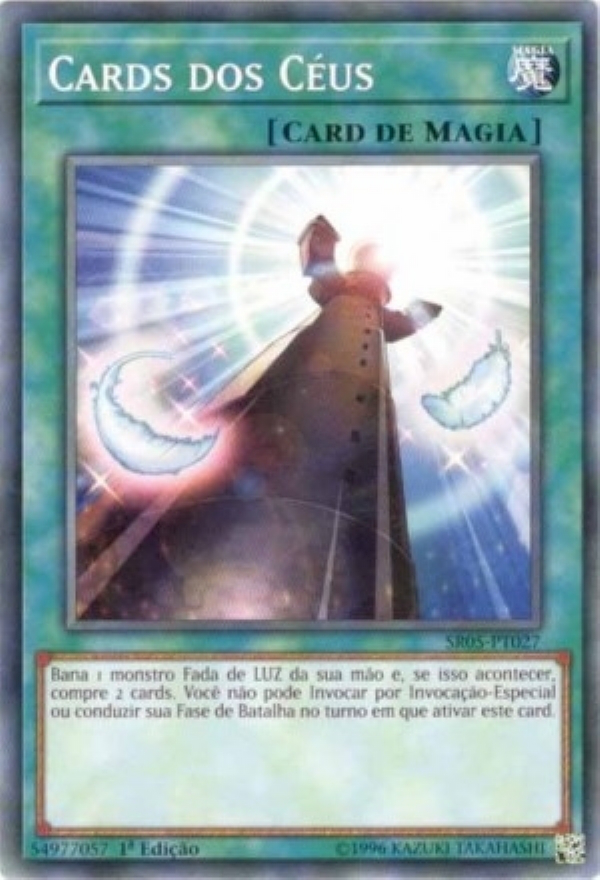 CARDS DOS CÉUS
MAGIA
魔
[CARD DE MAGIA]
SR05-PT027
Bana 1 monstro Fada de LUZ da sua mão e, se isso acontecer,
compre 2 cards. Você não pode Invocar por Invocação-Especial
ou conduzir sua Fase de Batalha no turno em que ativar este card.
54977057 1ª Edição ©1996 KAZUKI TAKAHASHI